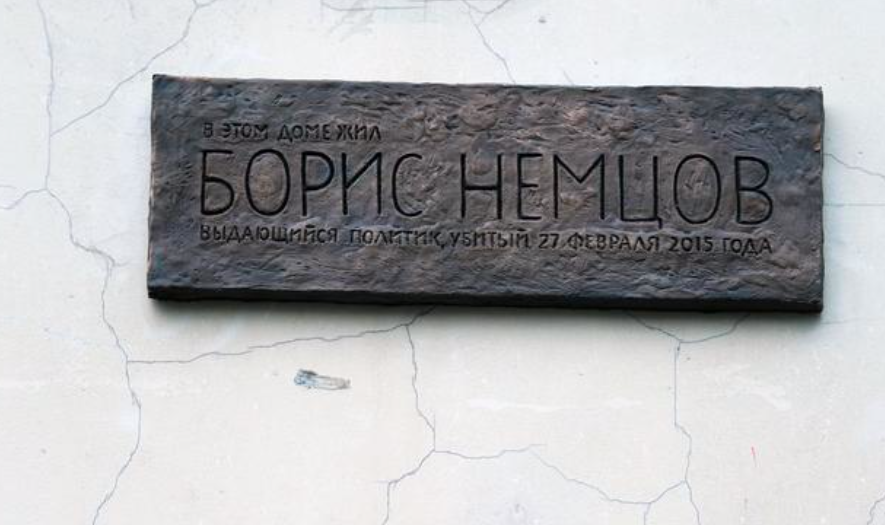 В ЭТОМ ДОМЕ ЖИЛ
БОРИС НЕМЦОВ
ВЫДАЮЩИЙСЯ ПОЛИТИК, УБИТЫЙ 27 ФЕВРАЛЯ 2015 ГОДА